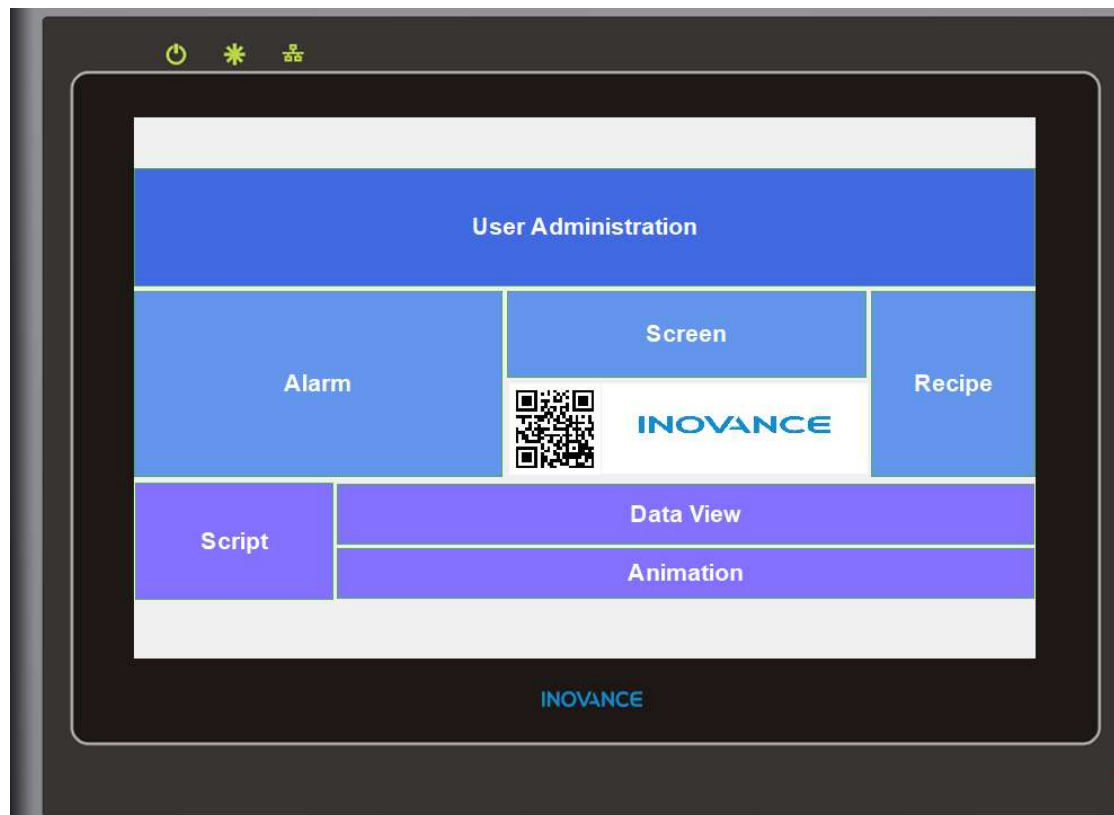 User Administration
Screen
Alarm
Recipe
INOVANCE
Data View
Script
Animation
INOVANCE